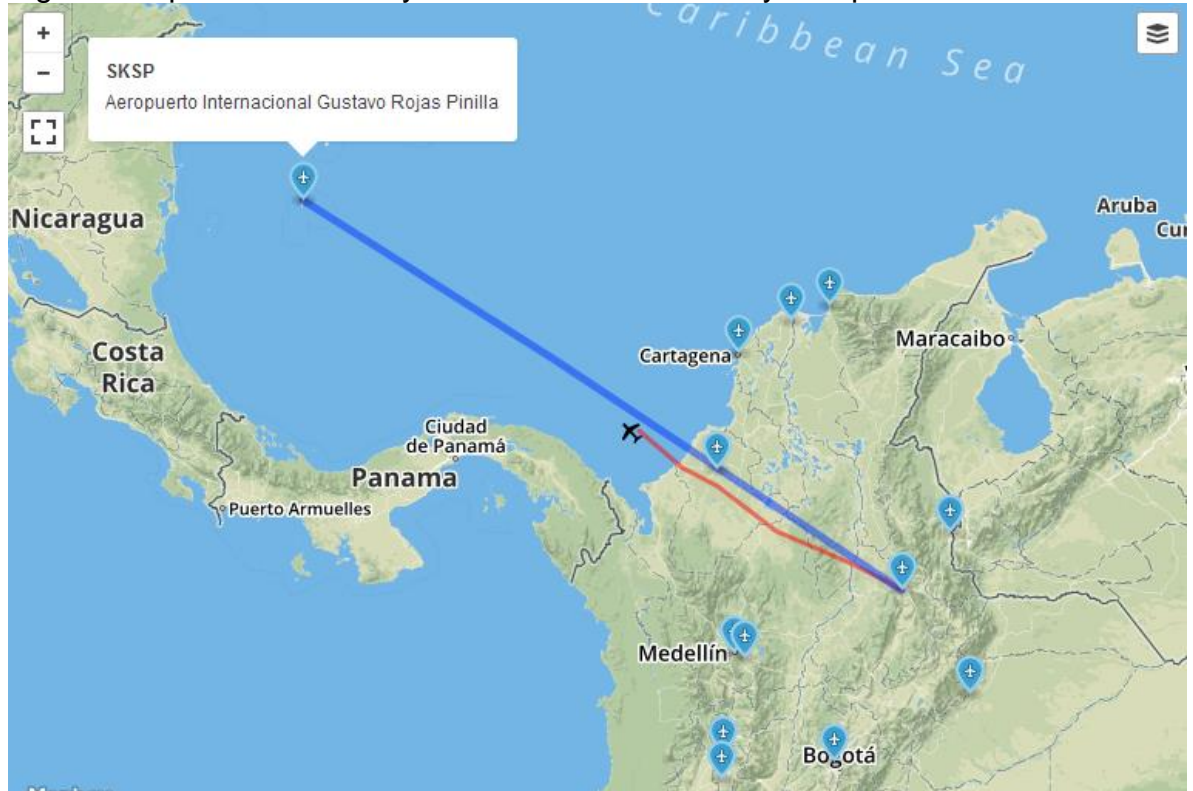 Caribbean Sea
+
SKSP
−
Aeropuerto Internacional Gustavo Rojas Pinilla
Nicaragua
Aruba
Costa
Rica
Maracaibo
Cartagena
Ciudad
de Panamá
Panama
Puerto Armuelles
Medellín
Bogotá